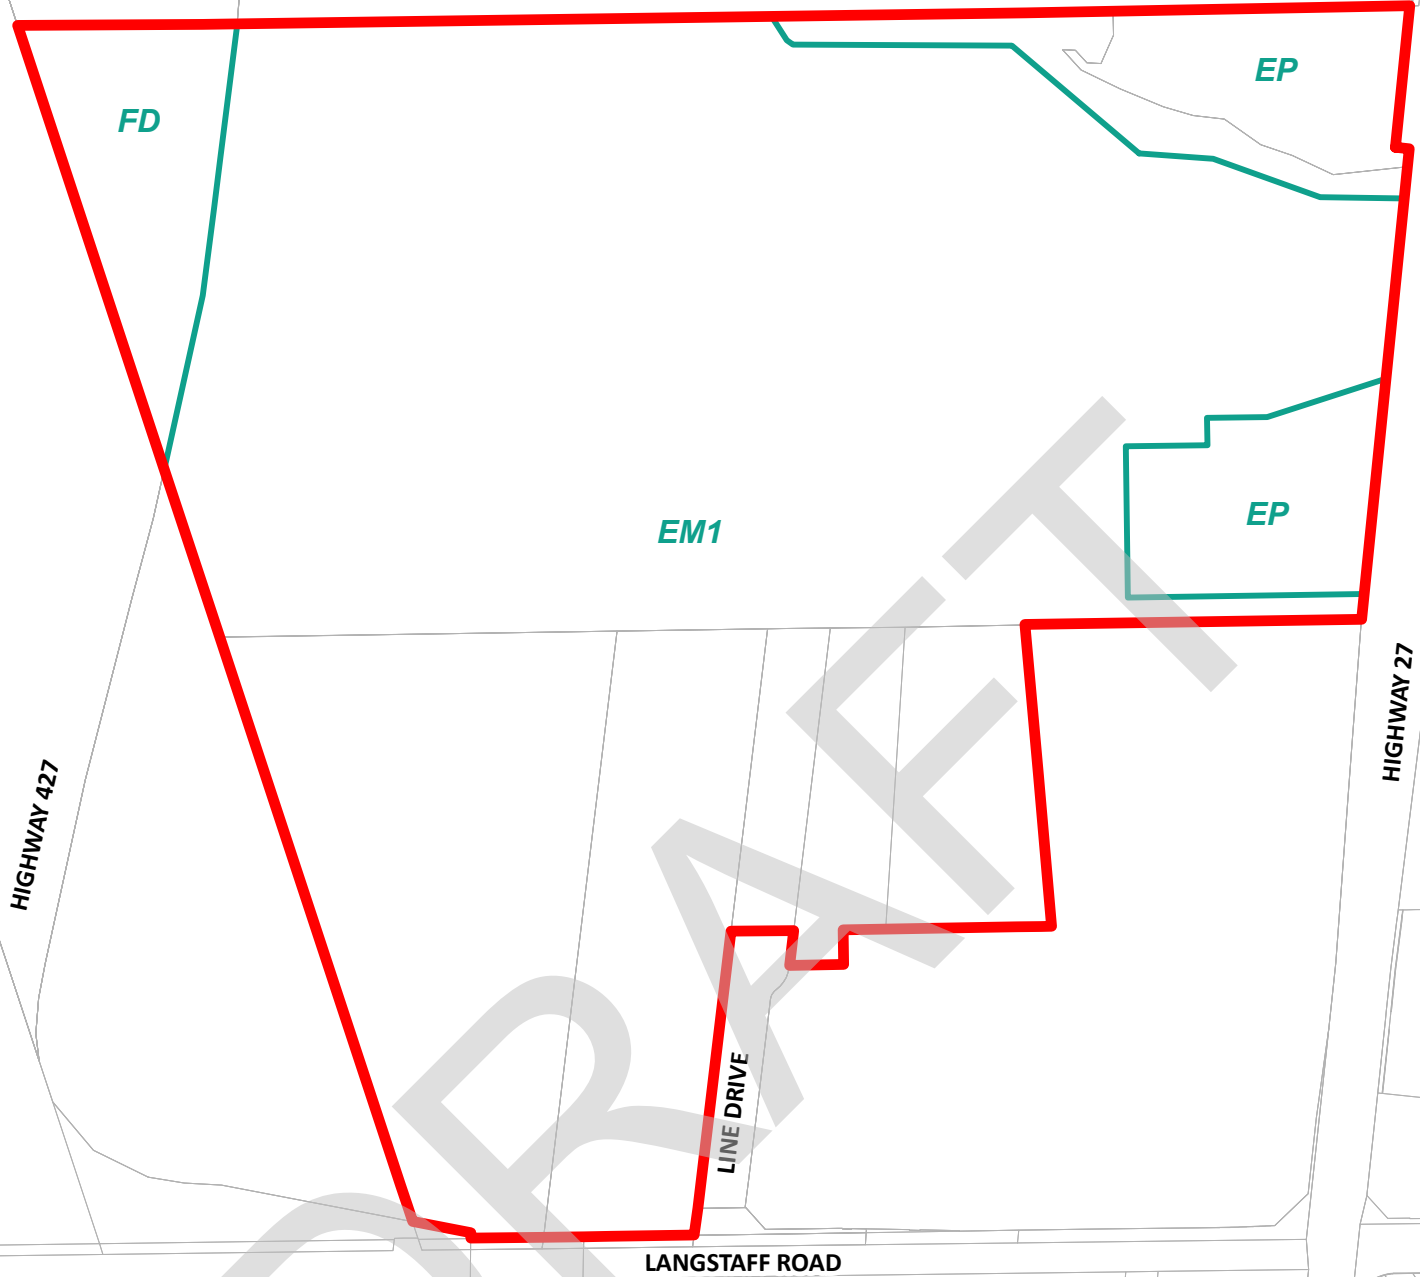 EP
FD
EP
EM1
HIGHWAY 27
HIGHWAY 427
LINE DRIVE
LANGSTAFF ROAD
DRAFT